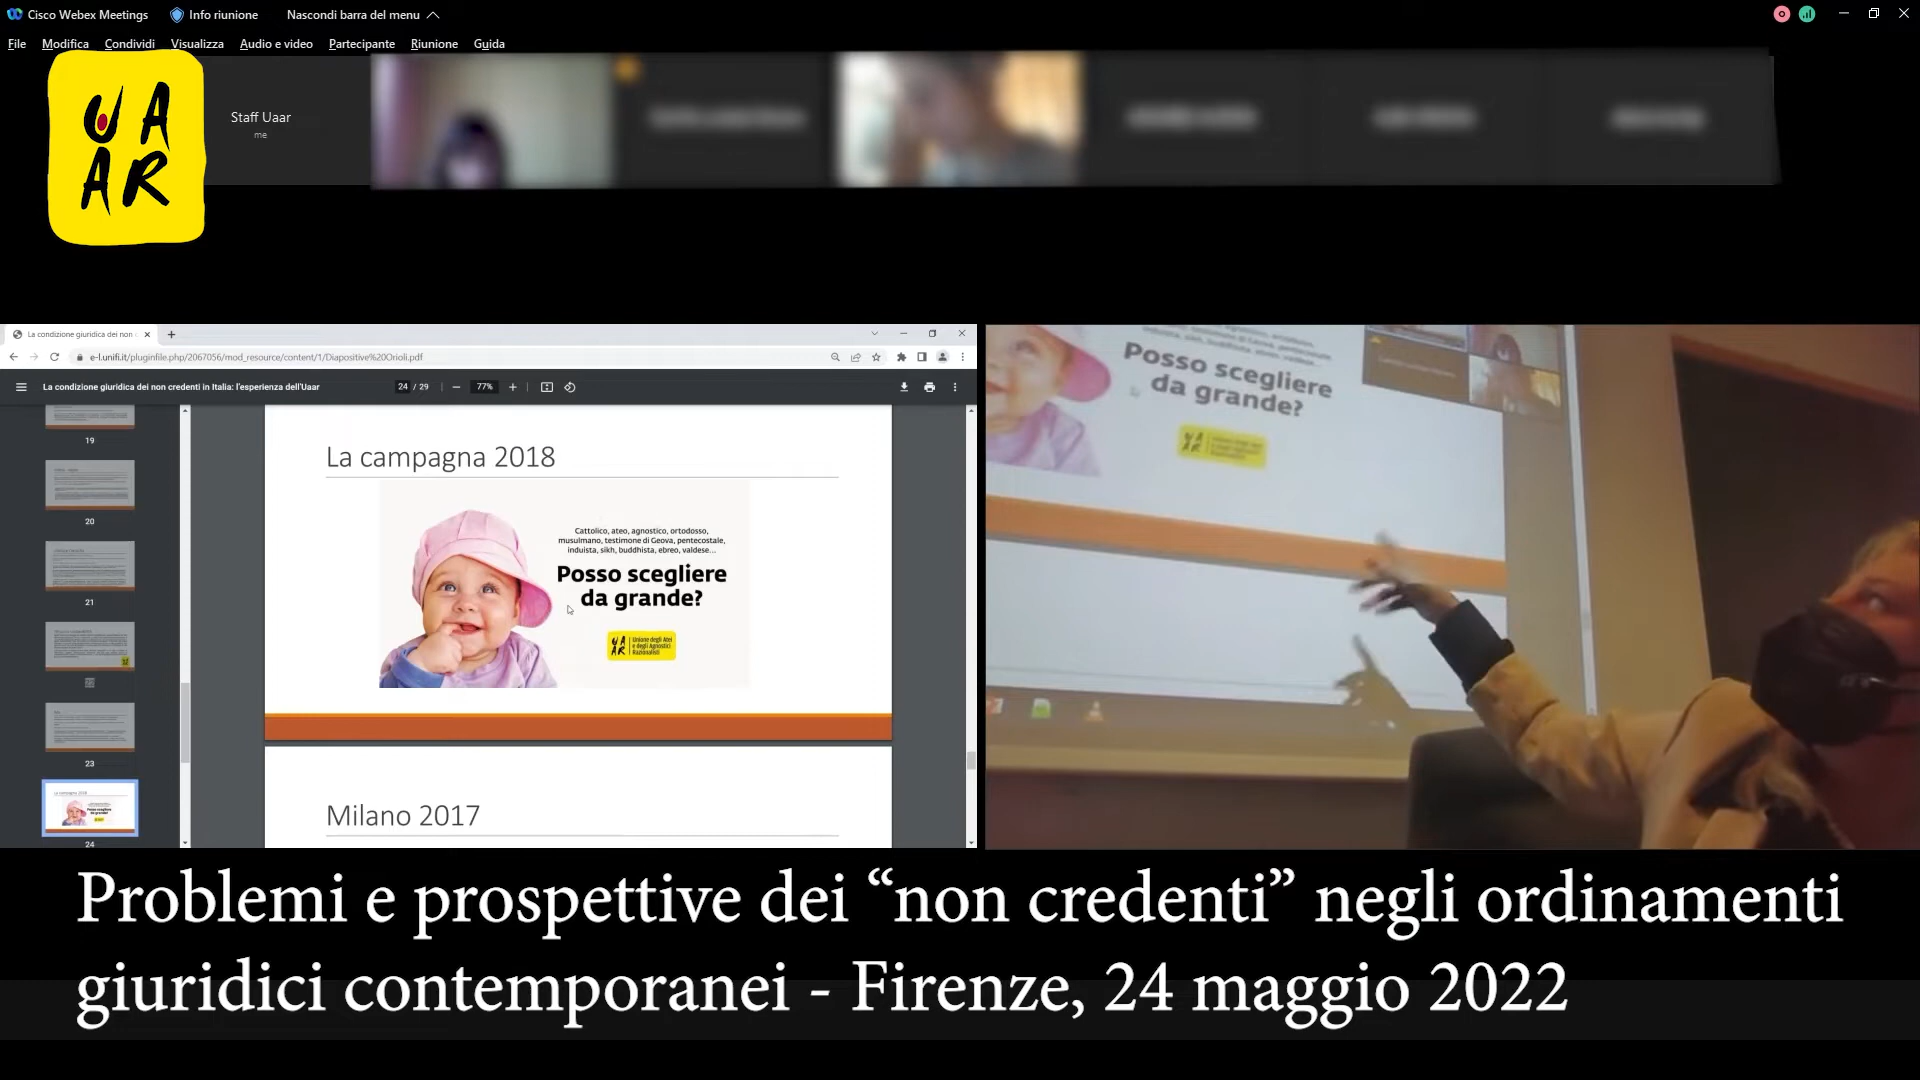 Cisco Webex Meetings
Info riunione
Nascondi barra del menu
File Modifica Condividi Visualizza Audio e video Partecipante Riunione Guida
UA
AR
Staff Uaar
me
La condizione giuridica dei non
e-l.unifi.it/pluginfile.php/2067056/mod_resource/content/1/Diapositive%20Orioli.pdf
La condizione giuridica dei non credenti in Italia: l'esperienza dell'Uaar
24 / 29
77%
19
20
21
23
24
La campagna 2018
Cattolico, ateo, agnostico, ortodosso,
musulmano, testimone di Geova, pentecostale,
induista, sikh, buddhista, ebreo, valdese...
Posso scegliere
da grande?
UA
AR
Unione degli Atei
e degli Agnostici
Razionalisti
Milano 2017
Posso scegliere
da grande?
Problemi e prospettive dei “non credenti” negli ordinamenti
giuridici contemporanei - Firenze, 24 maggio 2022